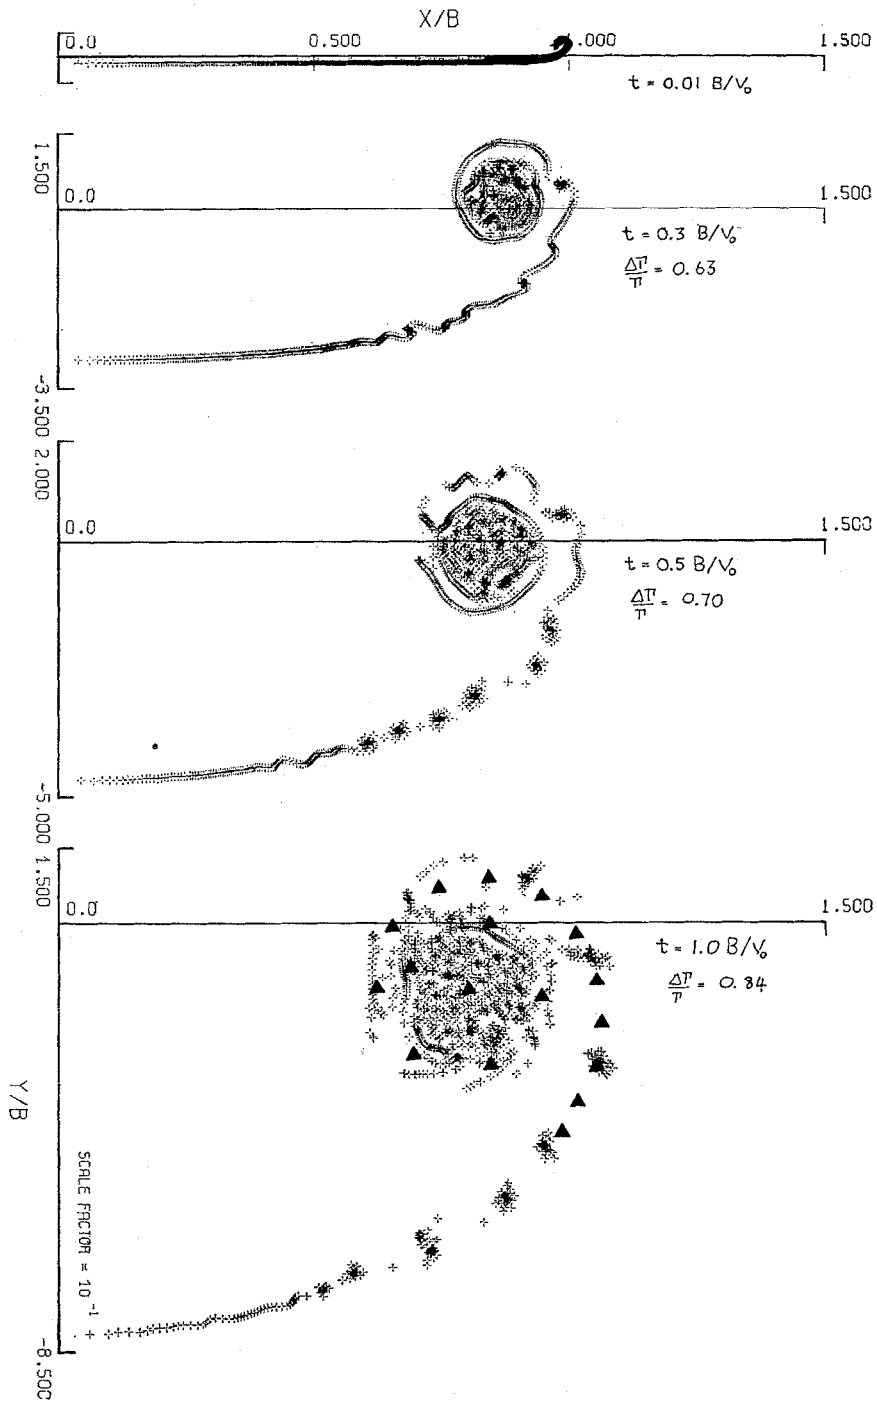 X/B
0.0 0.500 1.000 1.500
t = 0.01 B/V₀
1.500
0.0 1.500
t = 0.3 B/V₀
ΔΓ/Γ = 0.63
-3.500
2.000
0.0 1.500
t = 0.5 B/V₀
ΔΓ/Γ = 0.70
-5.000
1.500
0.0 1.500
t = 1.0 B/V₀
ΔΓ/Γ = 0.84
Y/B
SCALE FACTOR = 10⁻¹
-8.500